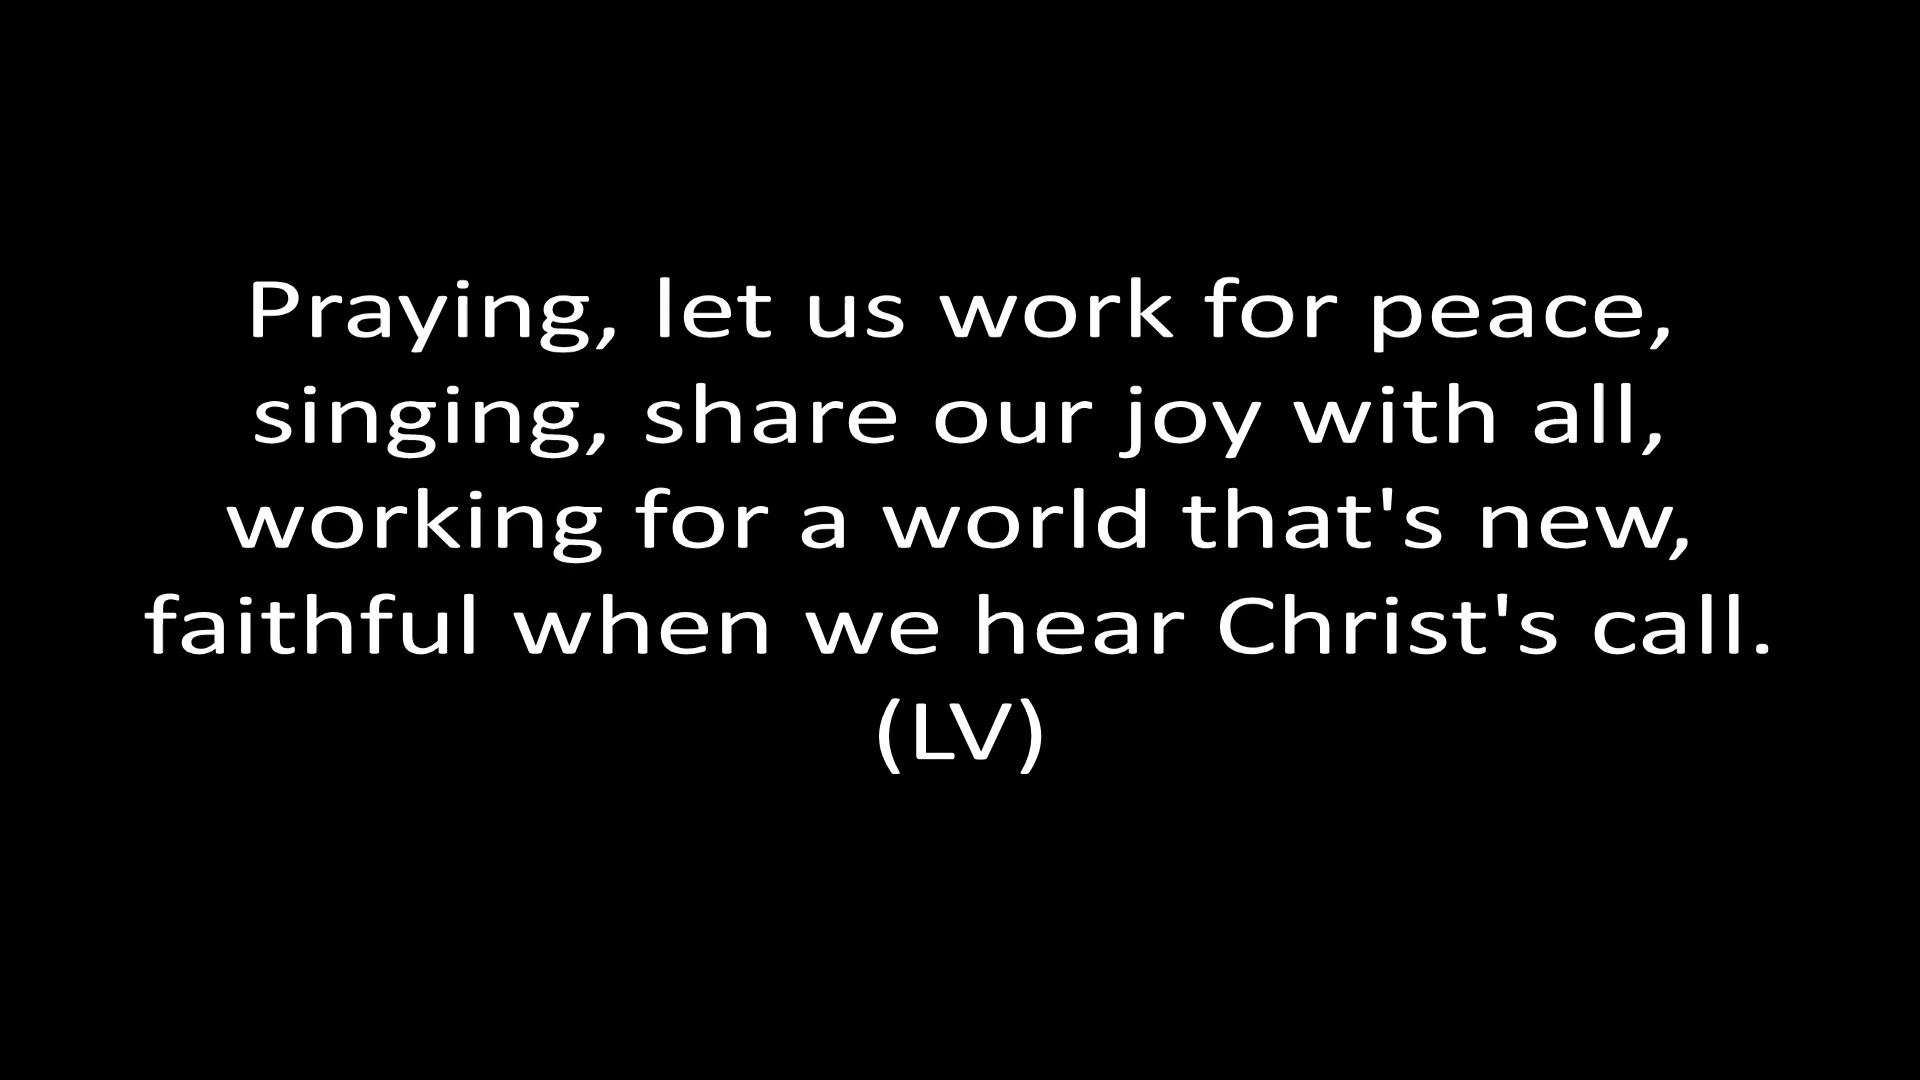 Praying, let us work for peace,
singing, share our joy with all,
working for a world that's new,
faithful when we hear Christ's call.
(LV)